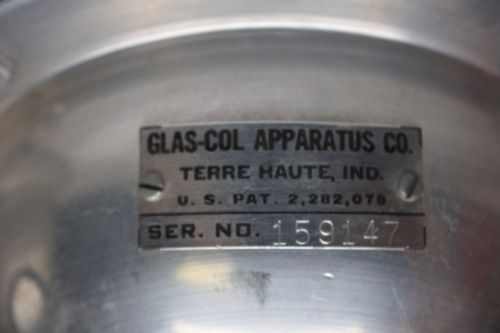 GLAS-COL APPARATUS CO.
TERRE HAUTE, IND.
U. S. PAT. 2,282,078
SER. NO. 159147